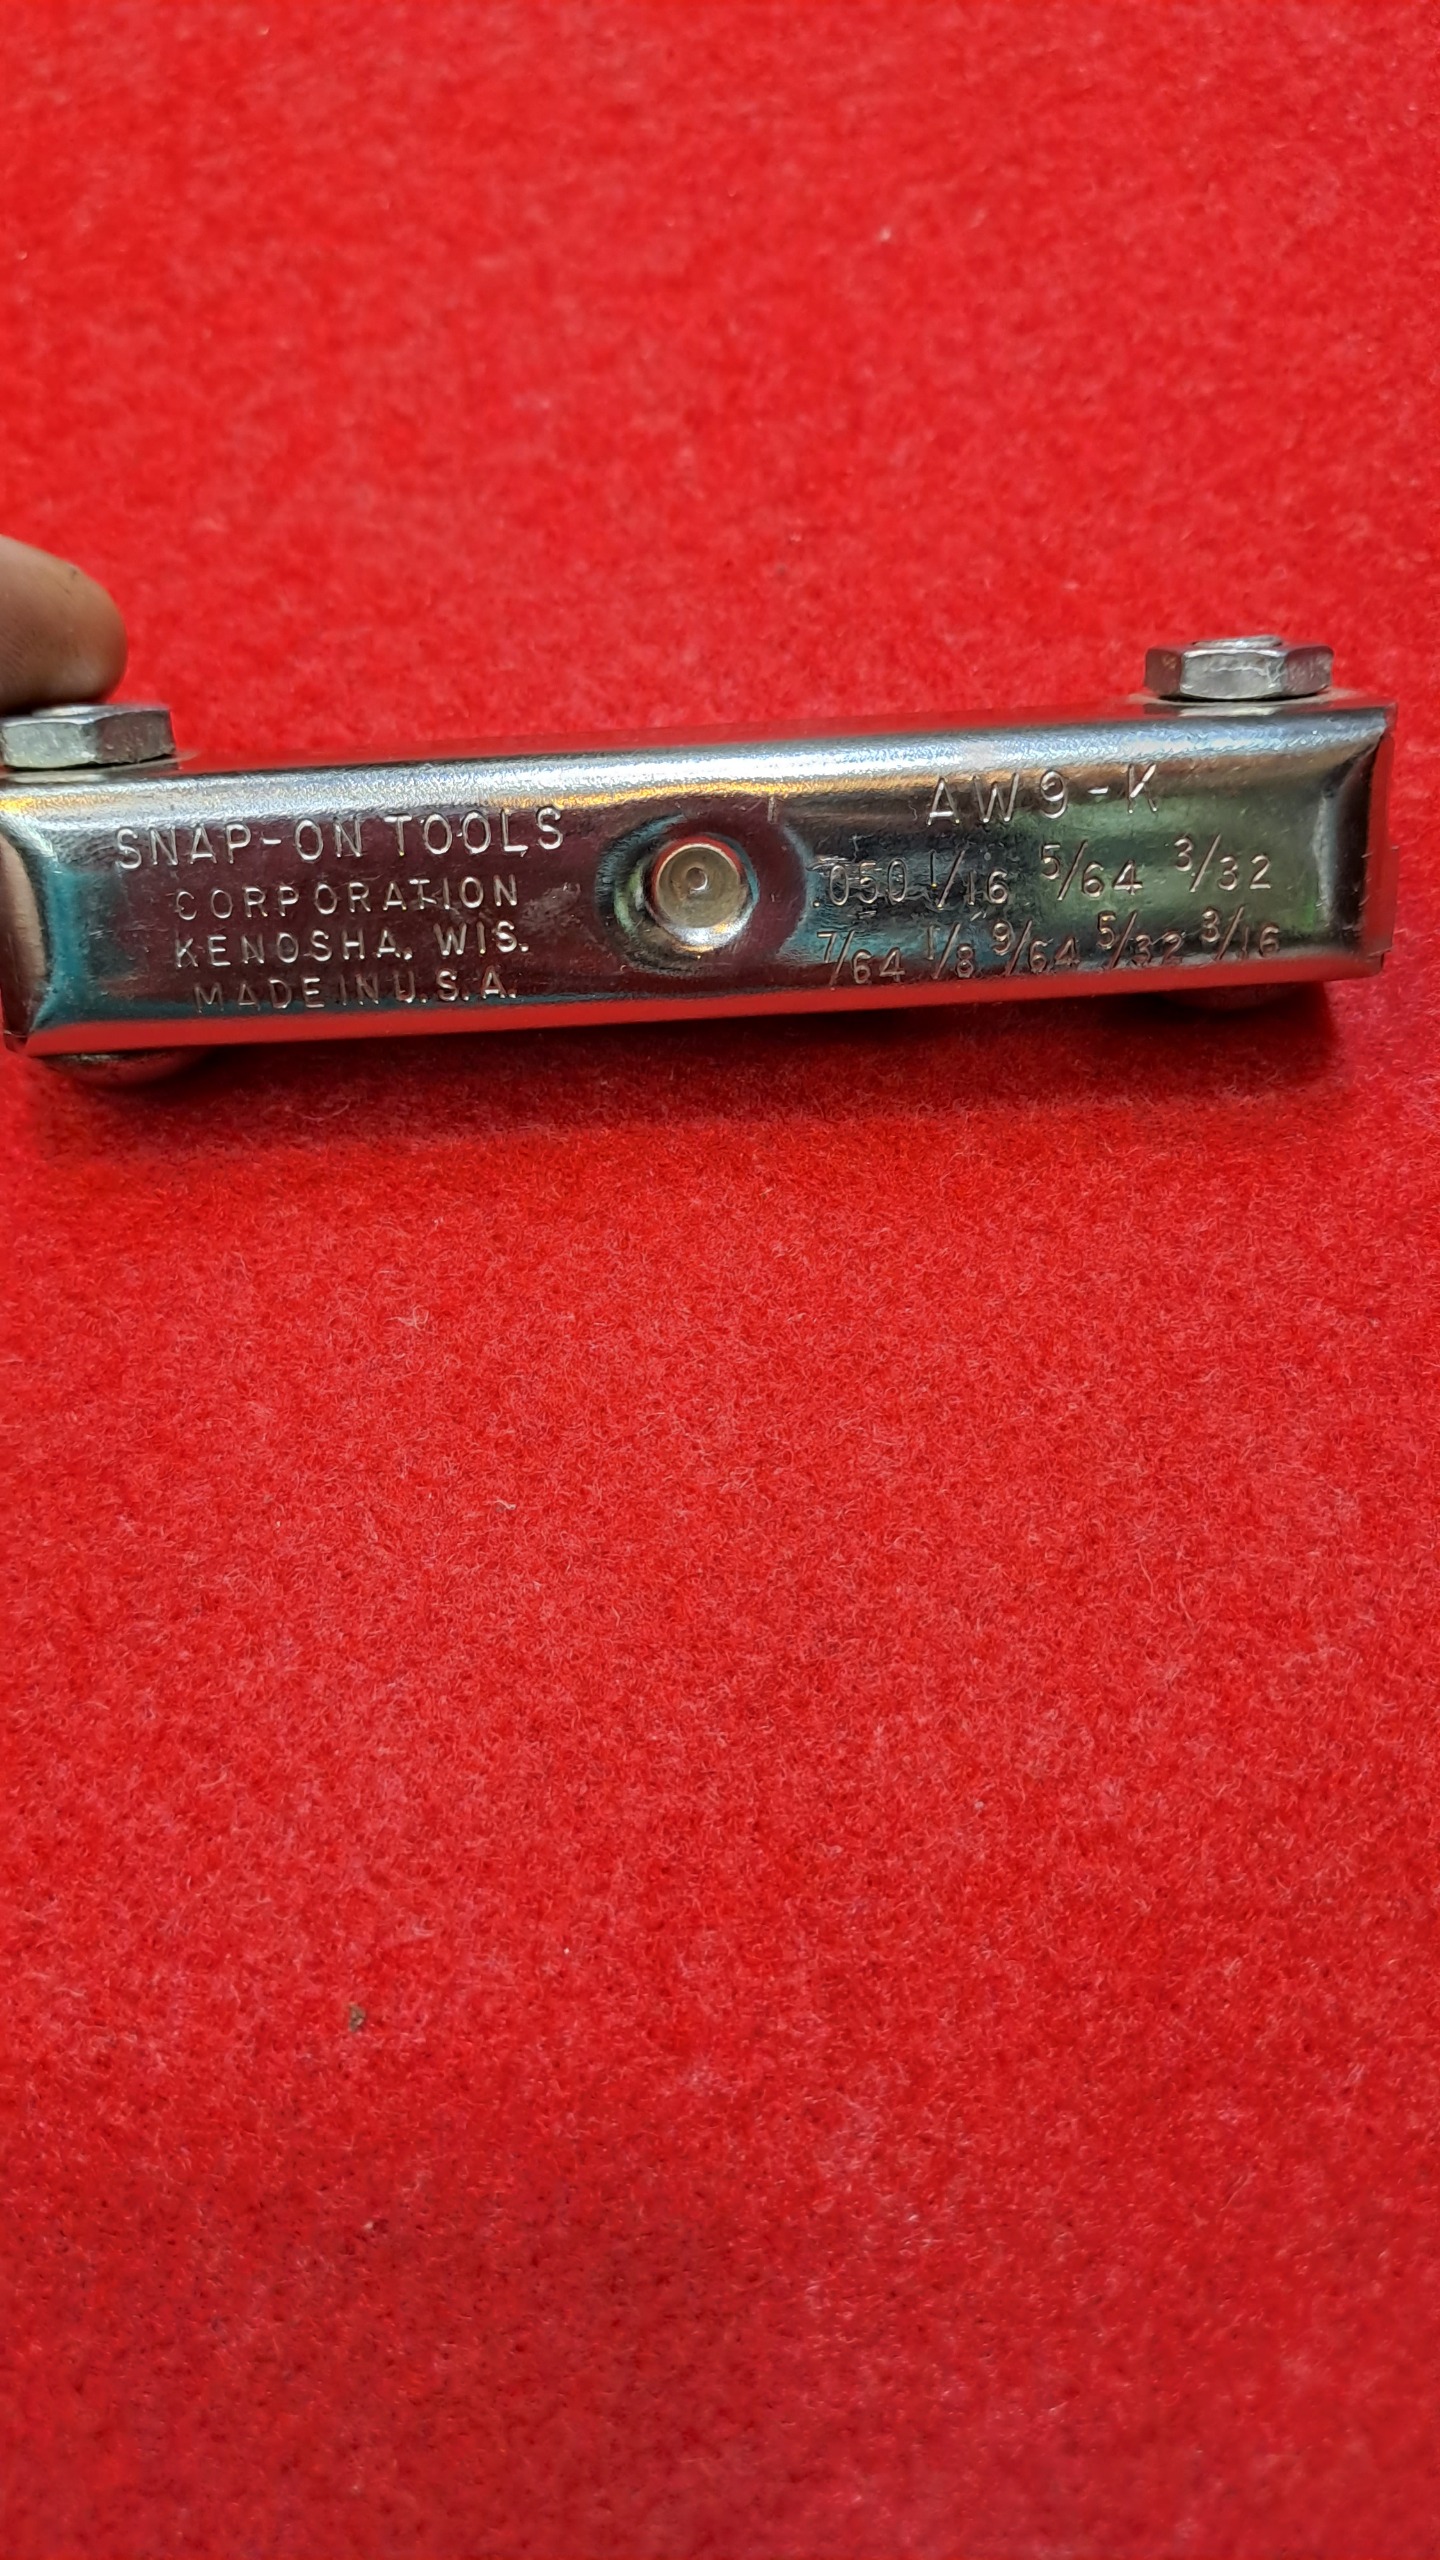 SNAP-ON TOOLS
CORPORATION
KENOSHA, WIS.
MADE IN U.S.A.
AW9-K
.050 1/16 5/64 3/32
7/64 1/8 9/64 5/32 3/16